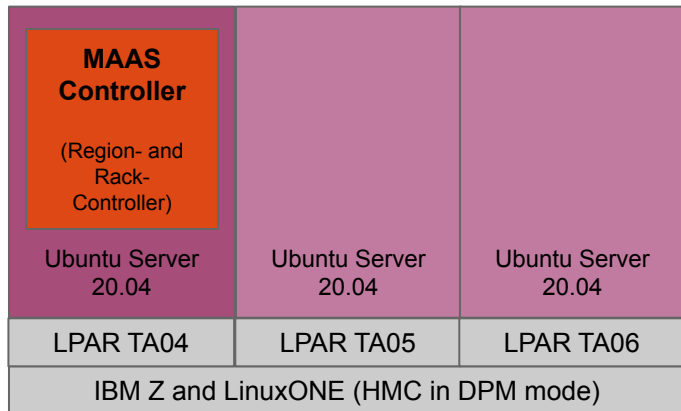 MAAS
Controller
(Region- and
Rack-
Controller)
Ubuntu Server
20.04
Ubuntu Server
20.04
Ubuntu Server
20.04
LPAR TA04
LPAR TA05
LPAR TA06
IBM Z and LinuxONE (HMC in DPM mode)